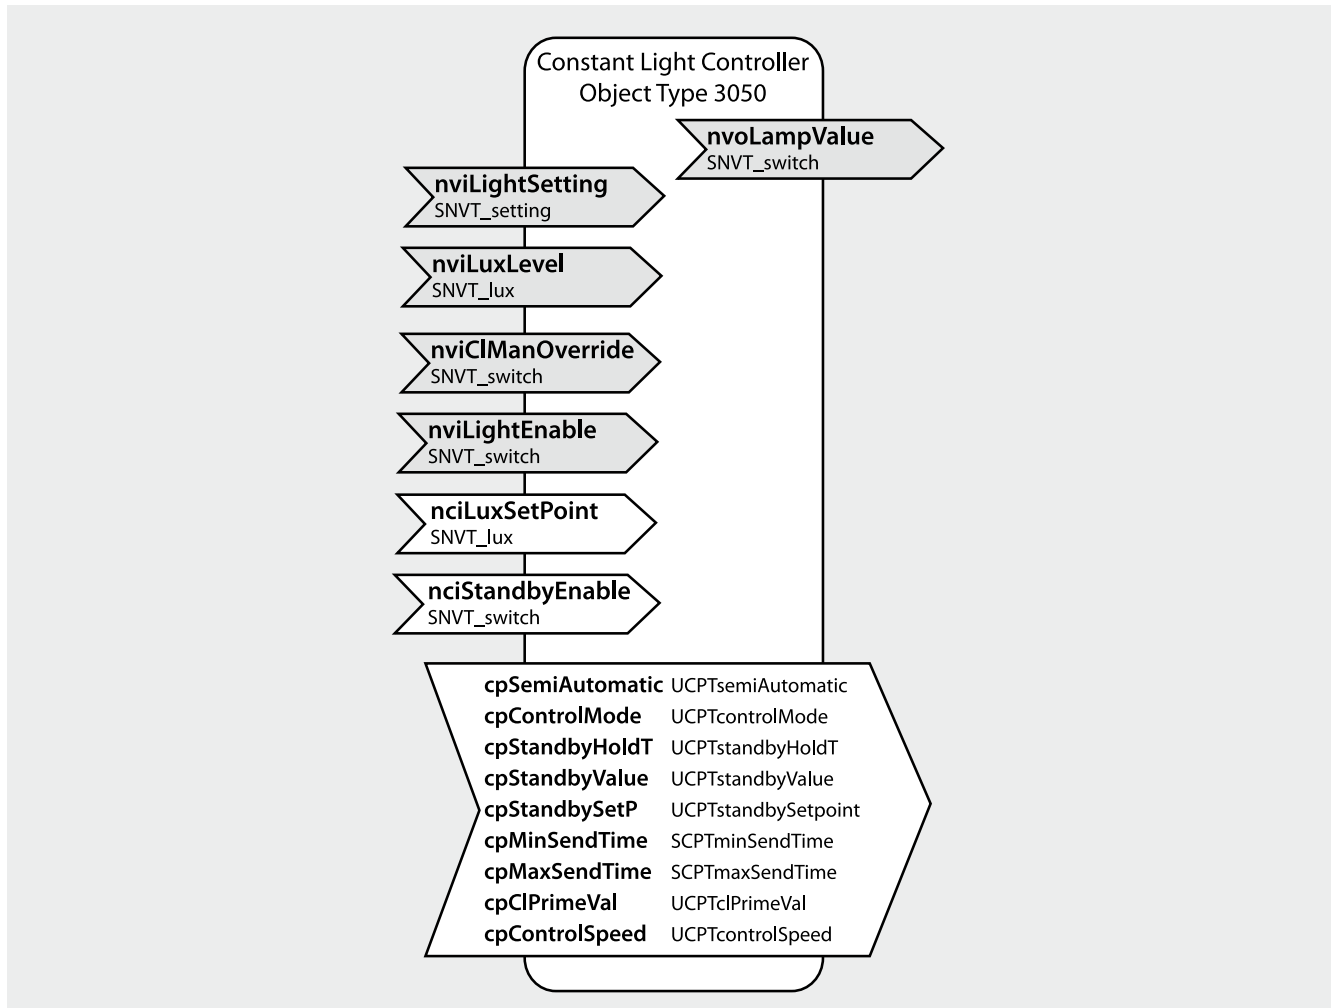 Constant Light Controller
Object Type 3050
nvoLampValue
SNVT_switch
nviLightSetting
SNVT_setting
nviLuxLevel
SNVT_lux
nviClManOverride
SNVT_switch
nviLightEnable
SNVT_switch
nciLuxSetPoint
SNVT_lux
nciStandbyEnable
SNVT_switch
cpSemiAutomatic UCPTsemiAutomatic
cpControlMode UCPTcontrolMode
cpStandbyHoldT UCPTstandbyHoldT
cpStandbyValue UCPTstandbyValue
cpStandbySetP UCPTstandbySetpoint
cpMinSendTime SCPTminSendTime
cpMaxSendTime SCPTmaxSendTime
cpClPrimeVal UCPTclPrimeVal
cpControlSpeed UCPTcontrolSpeed